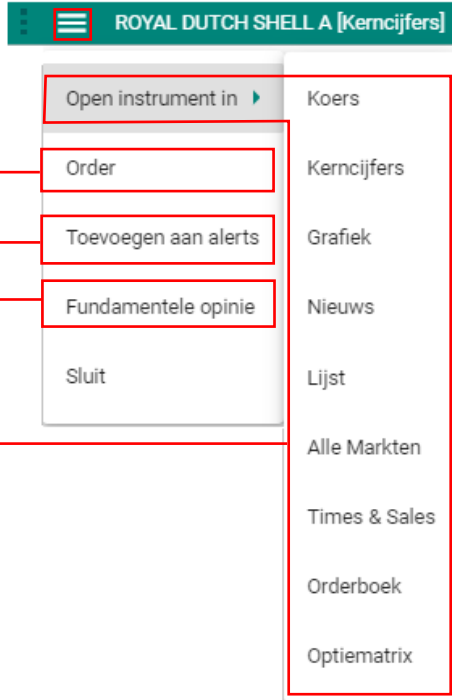 ROYAL DUTCH SHELL A [Kerncijfers]
Open instrument in
Order
Toevoegen aan alerts
Fundamentele opinie
Sluit
Koers
Kerncijfers
Grafiek
Nieuws
Lijst
Alle Markten
Times & Sales
Orderboek
Optiematrix